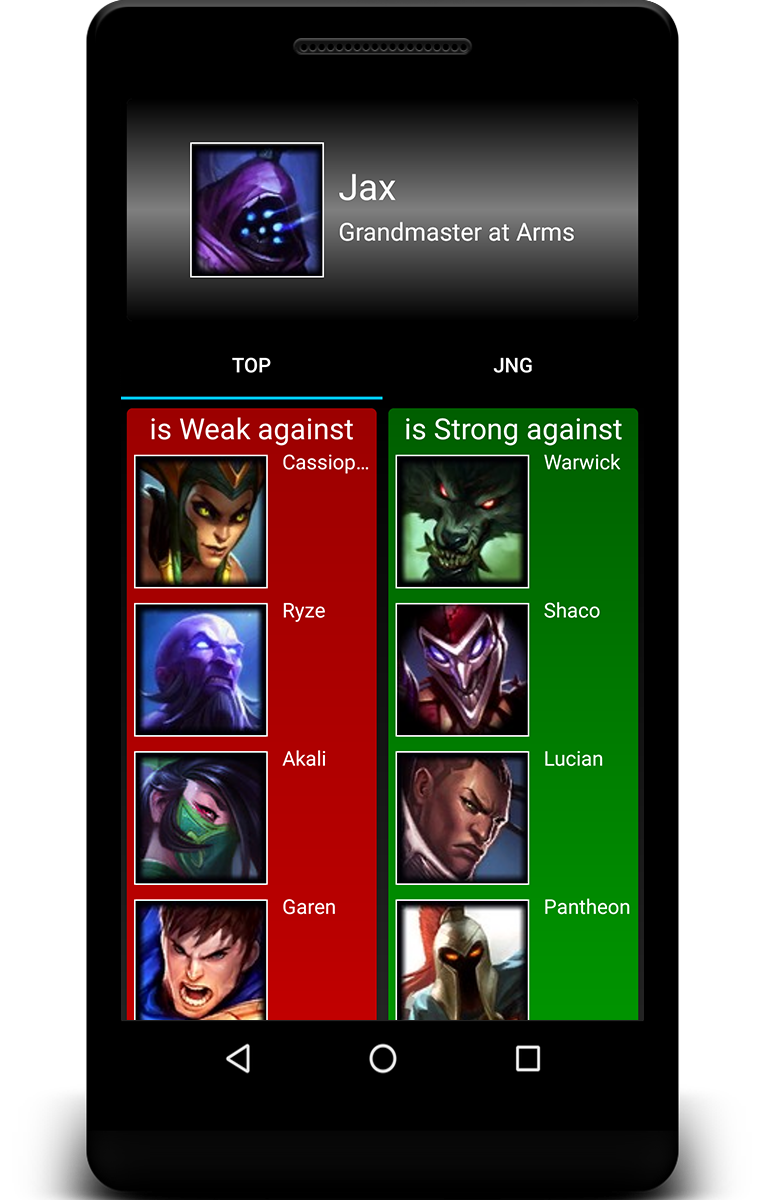 Jax
Grandmaster at Arms
TOP
JNG
is Weak against
is Strong against
Cassiop...
Warwick
Ryze
Shaco
Akali
Lucian
Garen
Pantheon